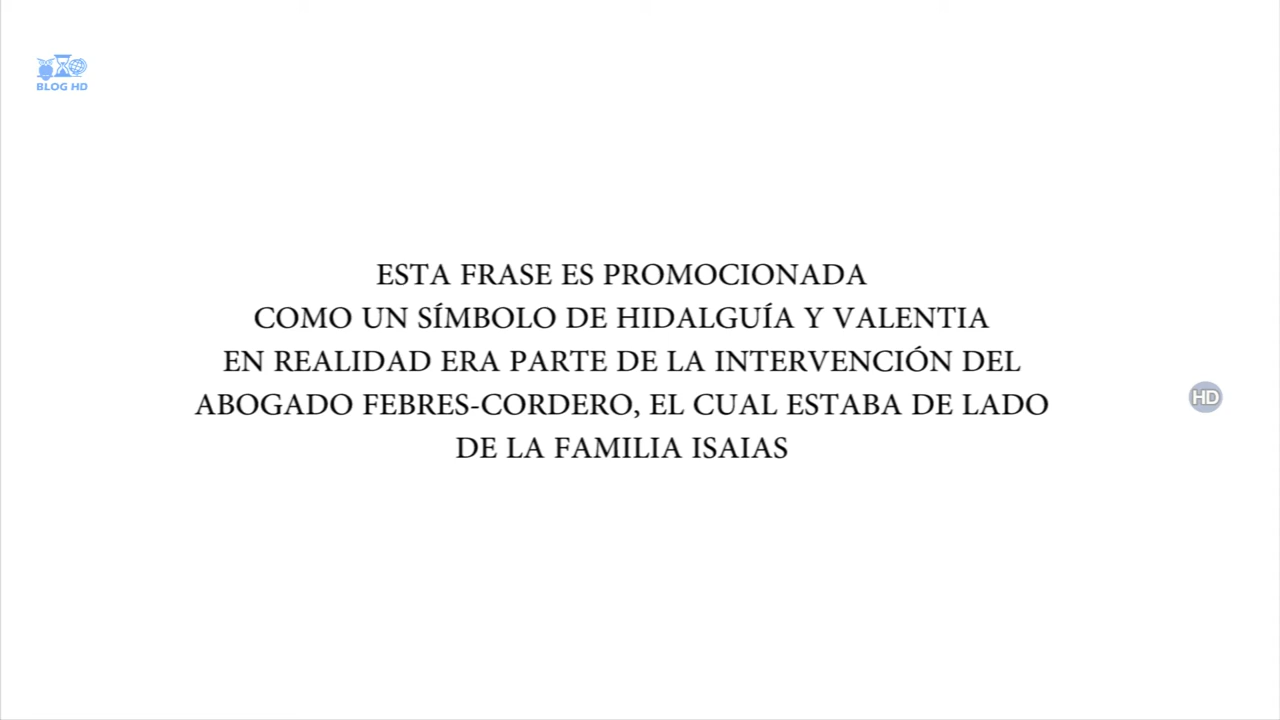 BLOG HD
ESTA FRASE ES PROMOCIONADA
COMO UN SÍMBOLO DE HIDALGUÍA Y VALENTIA
EN REALIDAD ERA PARTE DE LA INTERVENCIÓN DEL
ABOGADO FEBRES-CORDERO, EL CUAL ESTABA DE LADO
HD
DE LA FAMILIA ISAIAS